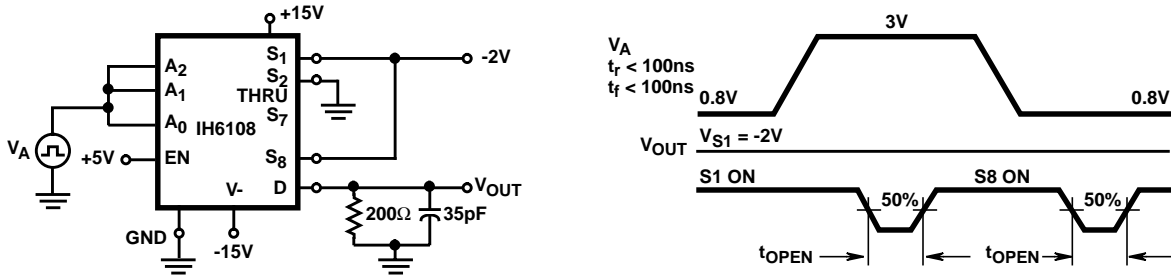 +15V
A2
A1
A0
VA
+5V
EN
IH6108
S1
S2
THRU
S7
S8
D
V-
GND
-15V
-2V
VOUT
200Ω
35pF
VA
tr < 100ns
tf < 100ns
3V
0.8V
0.8V
VOUT
VS1 = -2V
S1 ON
S8 ON
50%
50%
tOPEN
tOPEN